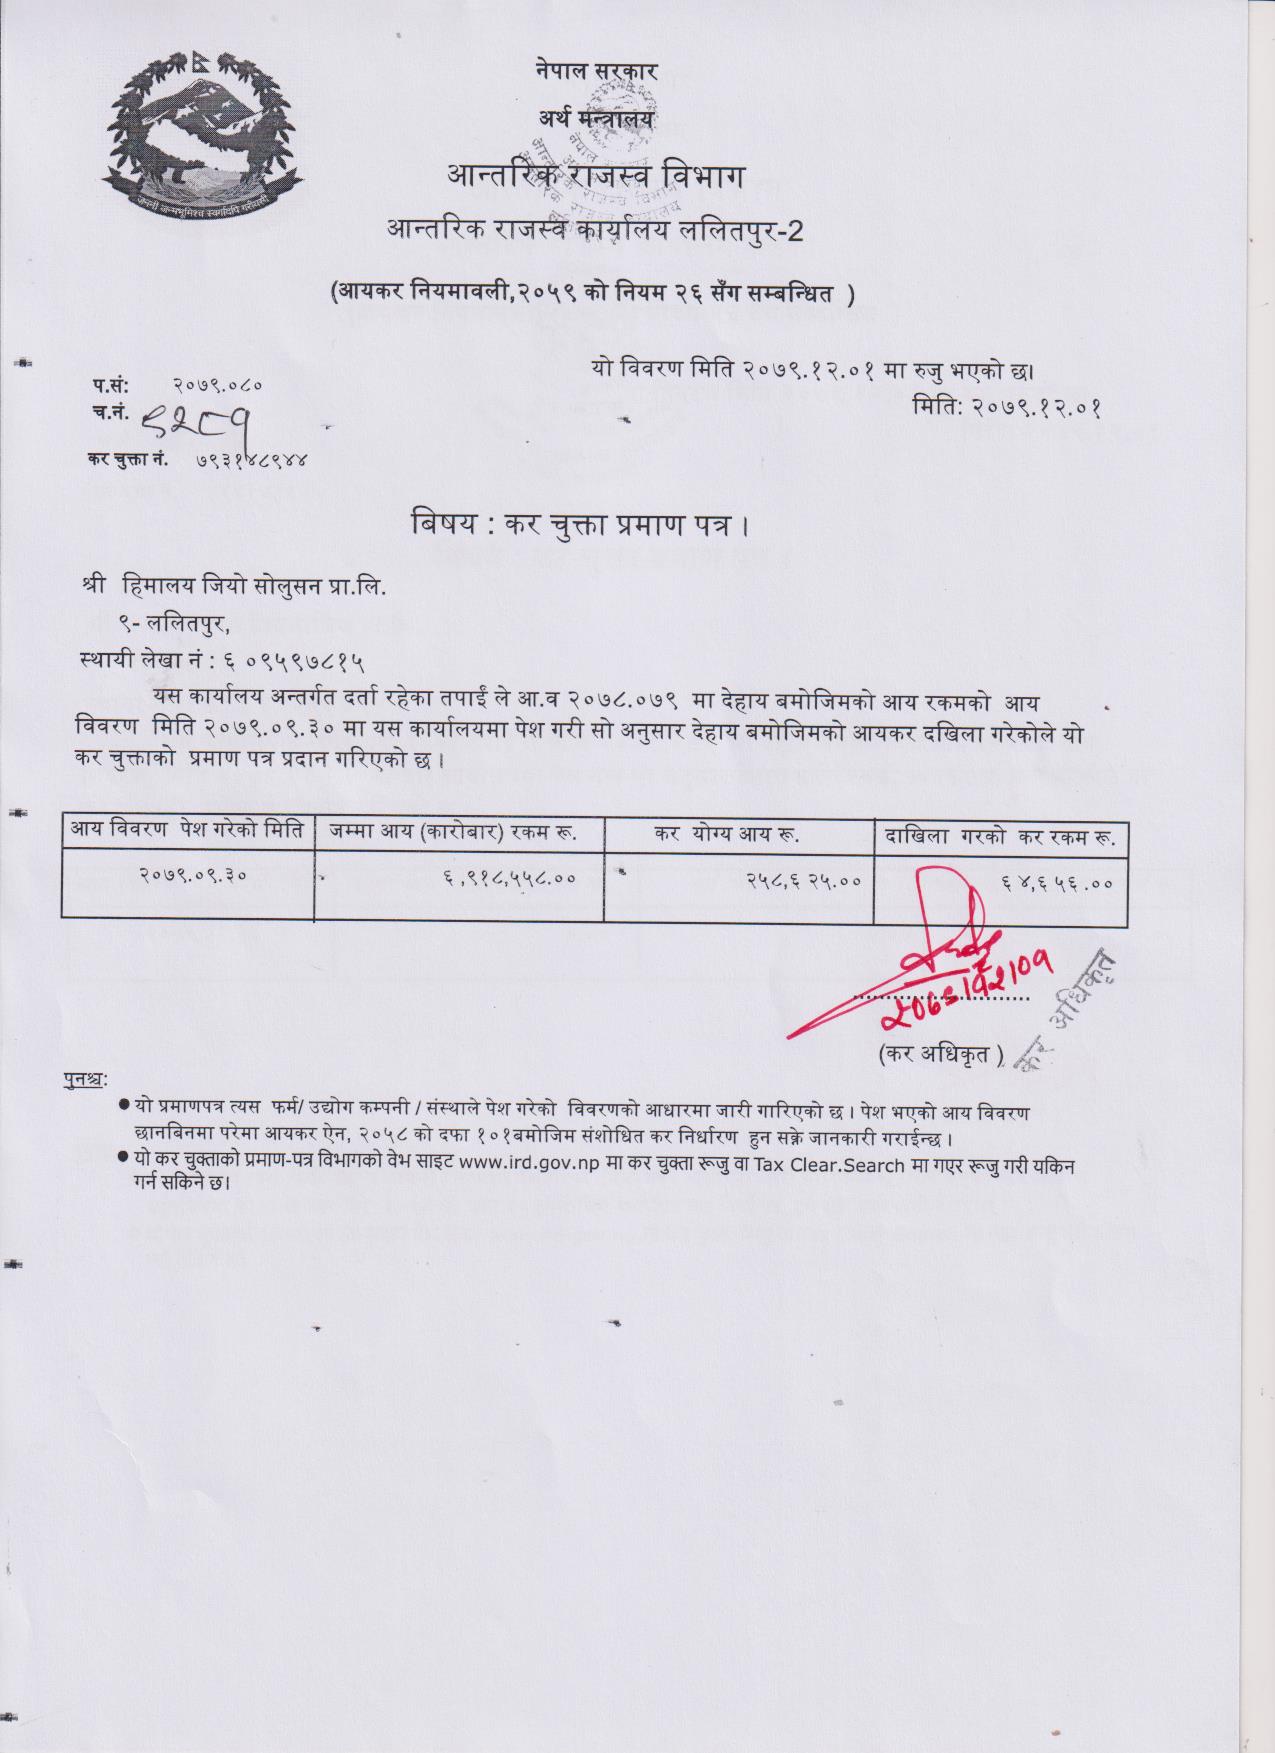 नेपाल सरकार
अर्थ मन्त्रालय
आन्तरिक राजस्व विभाग
आन्तरिक राजस्व कार्यालय ललितपुर-2
(आयकर नियमावली,२०५९ को नियम २६ सँग सम्बन्धित )
यो विवरण मिति २०७९.१२.०१ मा रुजु भएको छ।
प.सं: २०७९.०८०
मिति: २०७९.१२.०१
च.नं.
कर चुक्ता नं. ७९३१४८९४४
बिषय : कर चुक्ता प्रमाण पत्र ।
श्री हिमालय जियो सोलुसन प्रा.लि.
९- ललितपुर,
स्थायी लेखा नं : ६ ०९५९७८१५
यस कार्यालय अन्तर्गत दर्ता रहेका तपाईं ले आ.व २०७८.०७९ मा देहाय बमोजिमको आय रकमको आय
विवरण मिति २०७९.०९.३० मा यस कार्यालयमा पेश गरी सो अनुसार देहाय बमोजिमको आयकर दखिला गरेकोले यो
कर चुक्ताको प्रमाण पत्र प्रदान गरिएको छ ।
आय विवरण पेश गरेको मिति जम्मा आय (कारोबार) रकम रू. कर योग्य आय रू. दाखिला गरको कर रकम रू.
२०७९.०९.३० ६,९१८,५५८.०० २५८,६२५.०० ६४,६५६.००
२०७९।१२।०१
(कर अधिकृत )
कर अधिकृत
पुनश्च:
● यो प्रमाणपत्र त्यस फर्म/ उद्योग कम्पनी / संस्थाले पेश गरेको विवरणको आधारमा जारी गारिएको छ । पेश भएको आय विवरण
छानबिनमा परेमा आयकर ऐन, २०५८ को दफा १०१बमोजिम संशोधित कर निर्धारण हुन सक्ने जानकारी गराईन्छ ।
● यो कर चुक्ताको प्रमाण-पत्र विभागको वेभ साइट www.ird.gov.np मा कर चुक्ता रूजु वा Tax Clear.Search मा गएर रूजु गरी यकिन
गर्न सकिने छ।